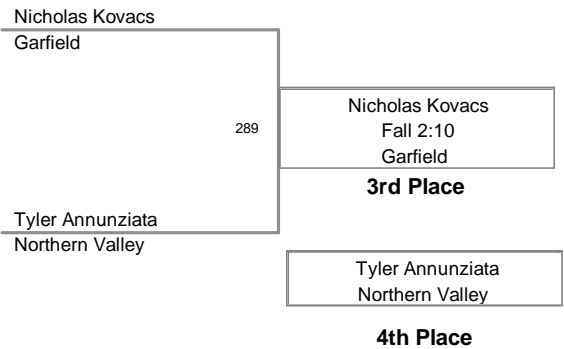 Nicholas Kovacs
Garfield
289
Nicholas Kovacs
Fall 2:10
Garfield
3rd Place
Tyler Annunziata
Northern Valley
Tyler Annunziata
Northern Valley
4th Place